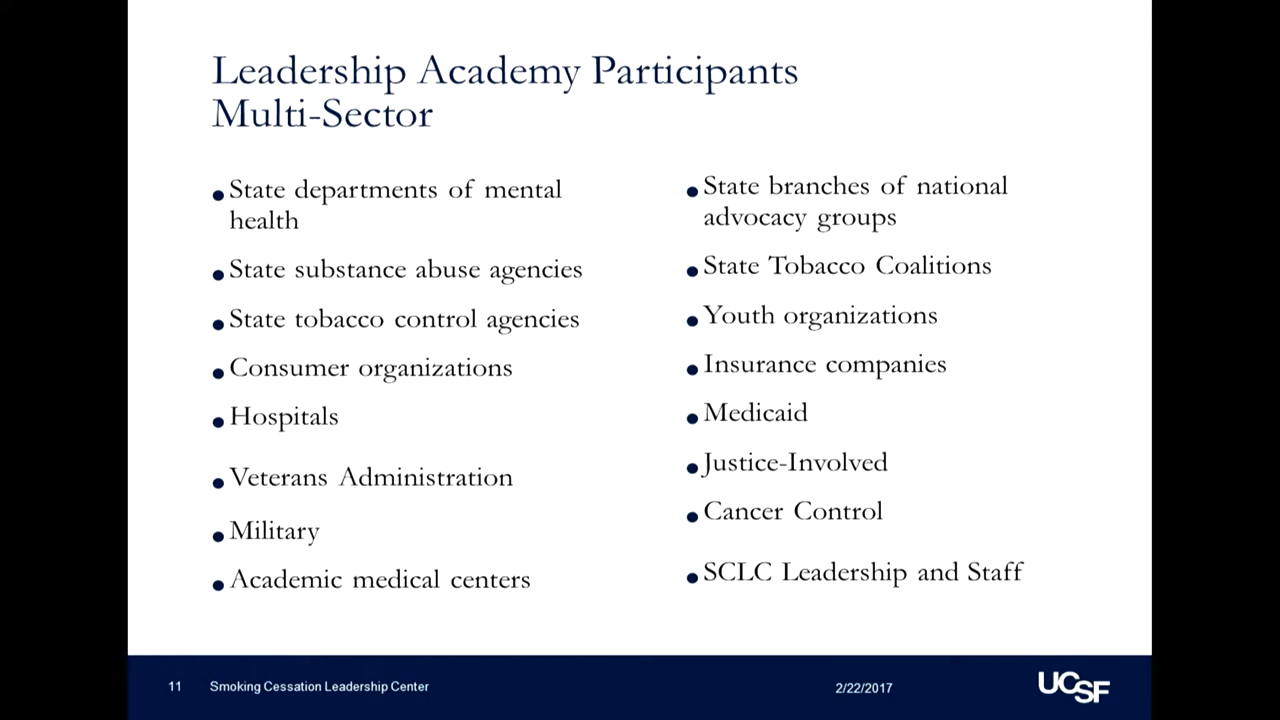 Leadership Academy Participants
Multi-Sector
●State departments of mental
health
●State substance abuse agencies
●State tobacco control agencies
●Consumer organizations
●Hospitals
●Veterans Administration
●Military
●Academic medical centers
●State branches of national
advocacy groups
●State Tobacco Coalitions
●Youth organizations
●Insurance companies
●Medicaid
●Justice-Involved
●Cancer Control
●SCLC Leadership and Staff
11 Smoking Cessation Leadership Center 2/22/2017 UCSF